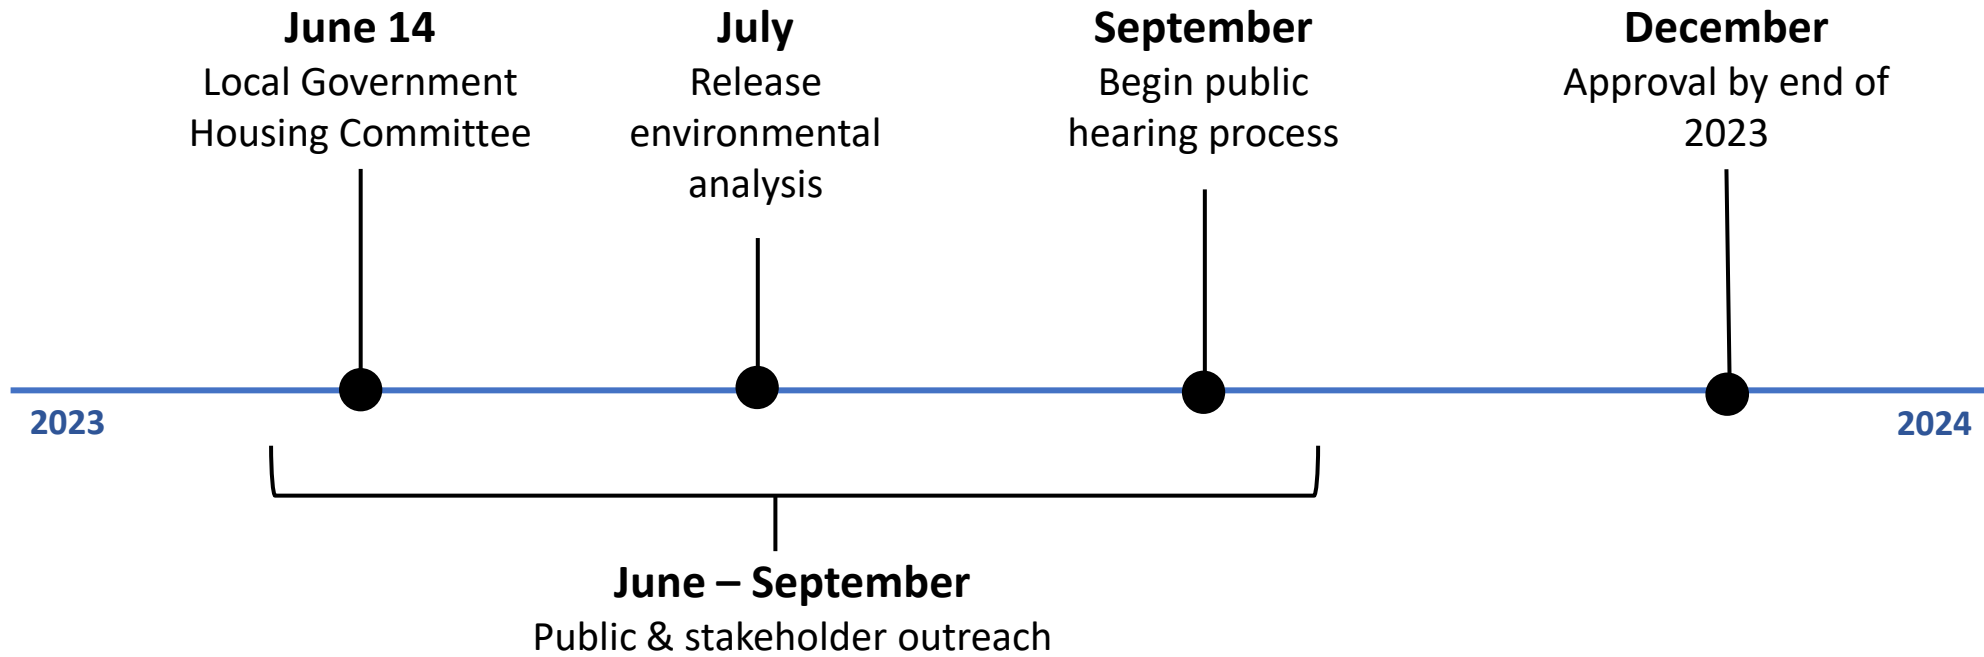 June 14
Local Government
Housing Committee
July
Release
environmental
analysis
September
Begin public
hearing process
December
Approval by end of
2023
2023
2024
June – September
Public & stakeholder outreach